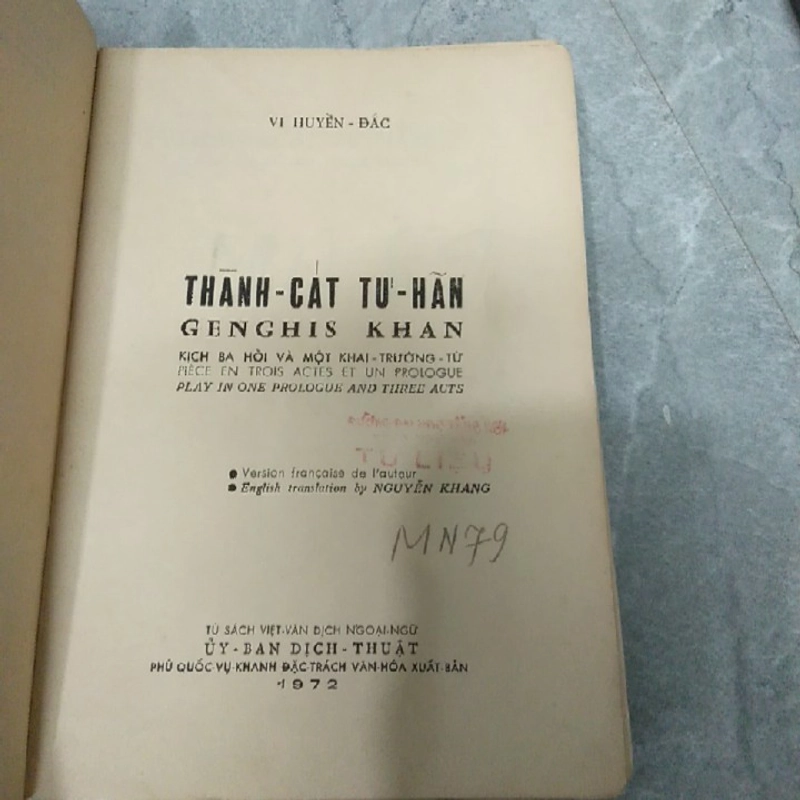 VI HUYỀN - ĐẮC
THÀNH - CÁT TƯ - HÃN
GENGHIS KHAN
KỊCH BA HỒI VÀ MỘT KHAI - TRƯỜNG - TỪ
PIÈCE EN TROIS ACTES ET UN PROLOGUE
PLAY IN ONE PROLOGUE AND THREE ACTS
TƯ LIỆU
● Version française de l'auteur
● English translation by NGUYỄN KHANG
MN79
TỦ SÁCH VIỆT-VĂN DỊCH NGOẠI-NGỮ
ỦY - BAN DỊCH - THUẬT
PHỦ QUỐC-VỤ-KHANH ĐẶC-TRÁCH VĂN-HÓA XUẤT-BẢN
1972